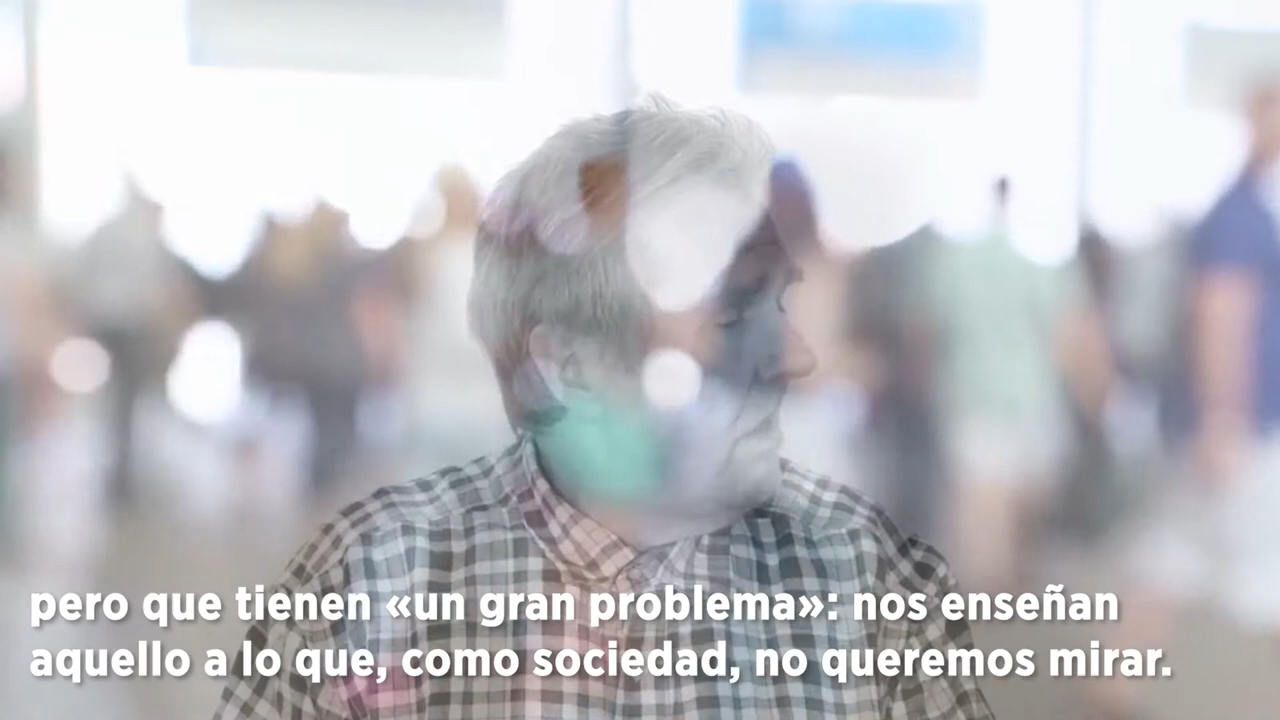 pero que tienen «un gran problema»: nos enseñan
aquello a lo que, como sociedad, no queremos mirar.